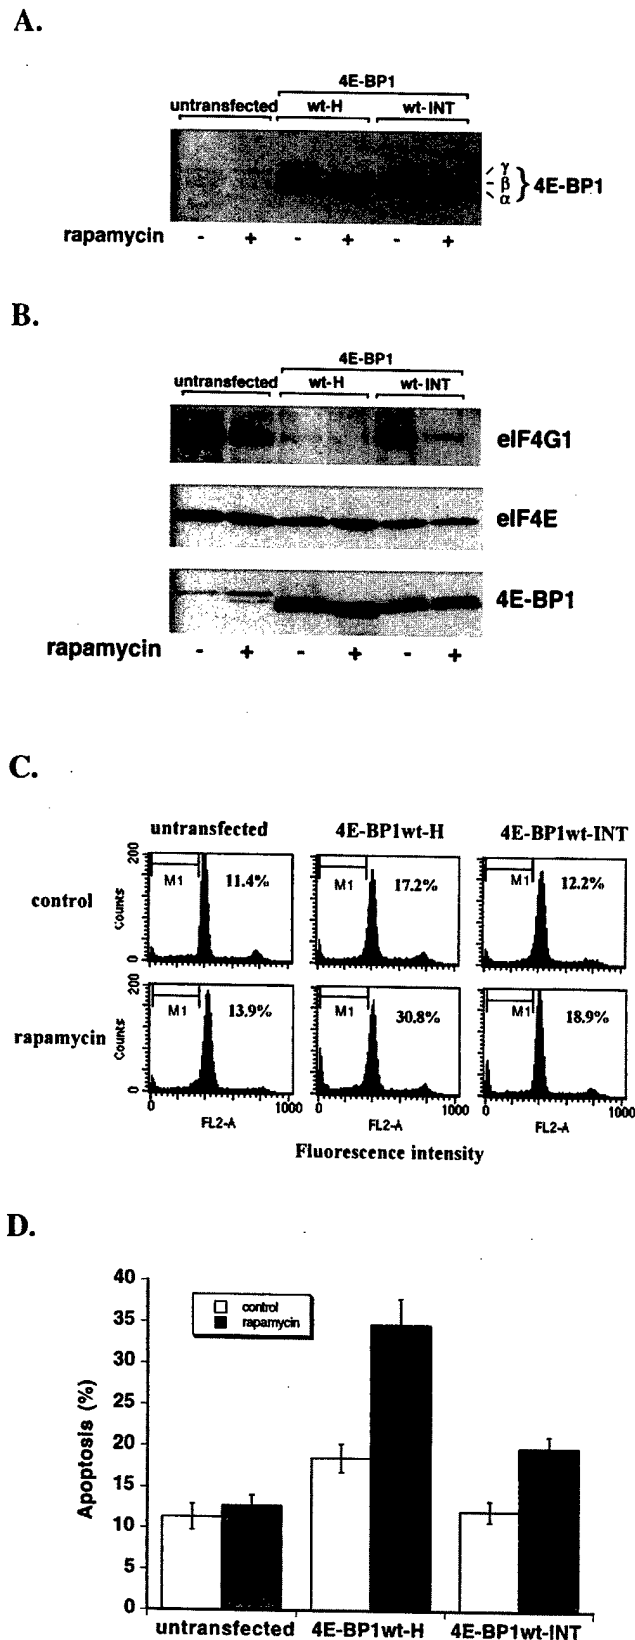 A.
4E-BP1
untransfected wt-H wt-INT
γ
β
α
4E-BP1
rapamycin - + - + - +
B.
4E-BP1
untransfected wt-H wt-INT
eIF4G1
eIF4E
4E-BP1
rapamycin - + - + - +
C.
untransfected 4E-BP1wt-H 4E-BP1wt-INT
control
200
Counts
0
M1 11.4%
M1 17.2%
M1 12.2%
rapamycin
200
Counts
0
M1 13.9%
M1 30.8%
M1 18.9%
0 1000 0 1000 0 1000
FL2-A FL2-A FL2-A
Fluorescence intensity
D.
Apoptosis (%)
40
35
30
25
20
15
10
5
0
control
rapamycin
untransfected 4E-BP1wt-H 4E-BP1wt-INT